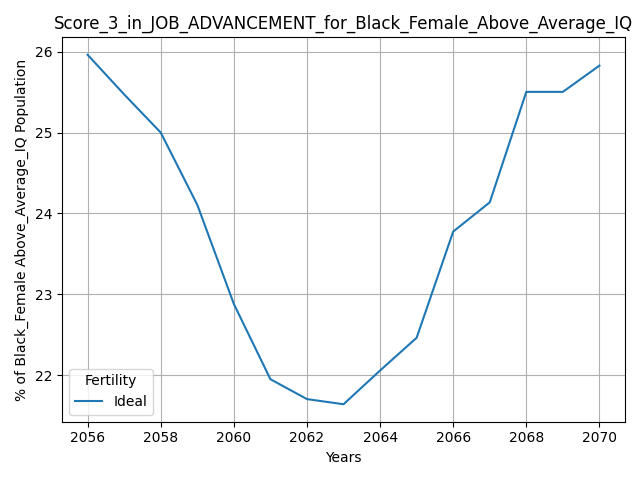 Score_3_in_JOB_ADVANCEMENT_for_Black_Female_Above_Average_IQ
% of Black_Female Above_Average_IQ Population
26
25
24
23
22
Fertility
Ideal
2056 2058 2060 2062 2064 2066 2068 2070
Years